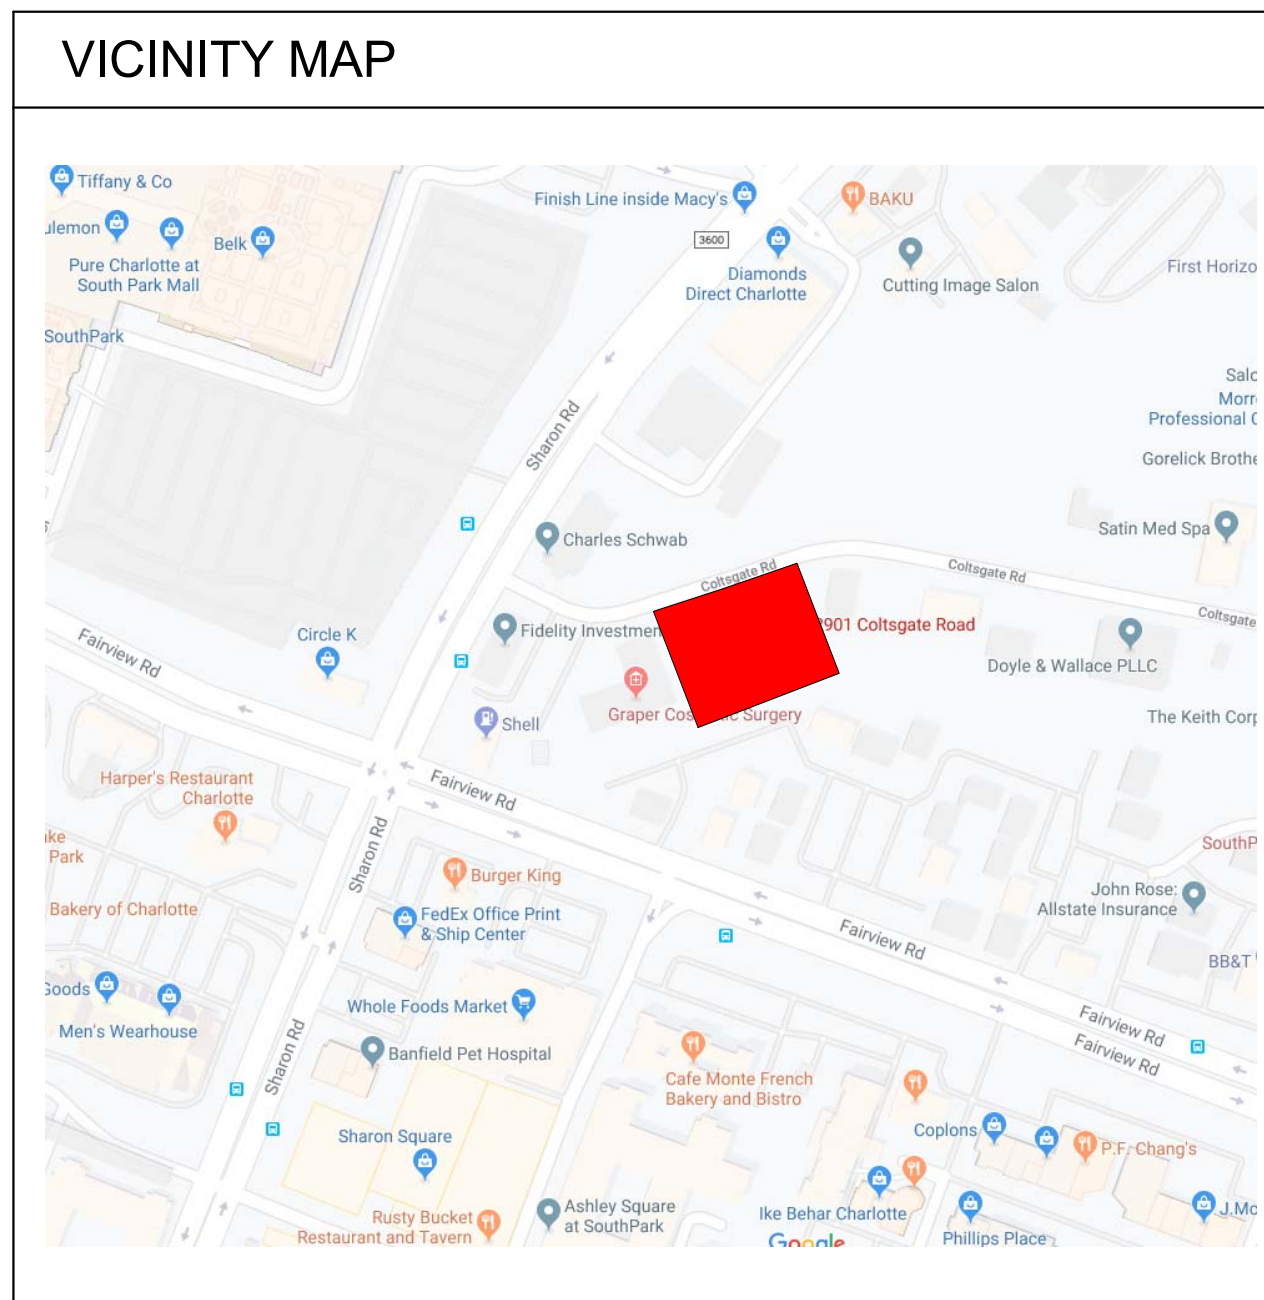 VICINITY MAP
Tiffany & Co
Finish Line inside Macy's
BAKU
ulemon
Belk
3600
Pure Charlotte at
South Park Mall
Diamonds
Direct Charlotte
Cutting Image Salon
First Horizo
SouthPark
Salo
Morr
Professional C
Sharon Rd
Gorelick Brothe
Charles Schwab
Satin Med Spa
Coltsgate Rd
Coltsgate Rd
Coltsgate
Fairview Rd
Circle K
Fidelity Investmen
901 Coltsgate Road
Doyle & Wallace PLLC
Graper Cos
ic Surgery
Shell
The Keith Corp
Fairview Rd
Harper's Restaurant
Charlotte
ke
Park
Sharon Rd
SouthP
Burger King
John Rose:
Allstate Insurance
Bakery of Charlotte
FedEx Office Print
& Ship Center
Fairview Rd
BB&T
Goods
Whole Foods Market
Men's Wearhouse
Sharon Rd
Banfield Pet Hospital
Fairview Rd
Fairview Rd
Cafe Monte French
Bakery and Bistro
Coplons
Sharon Square
P.F. Chang's
Rusty Bucket
Restaurant and Tavern
Ashley Square
at SouthPark
Ike Behar Charlotte
J.Mc
Google
Phillips Place